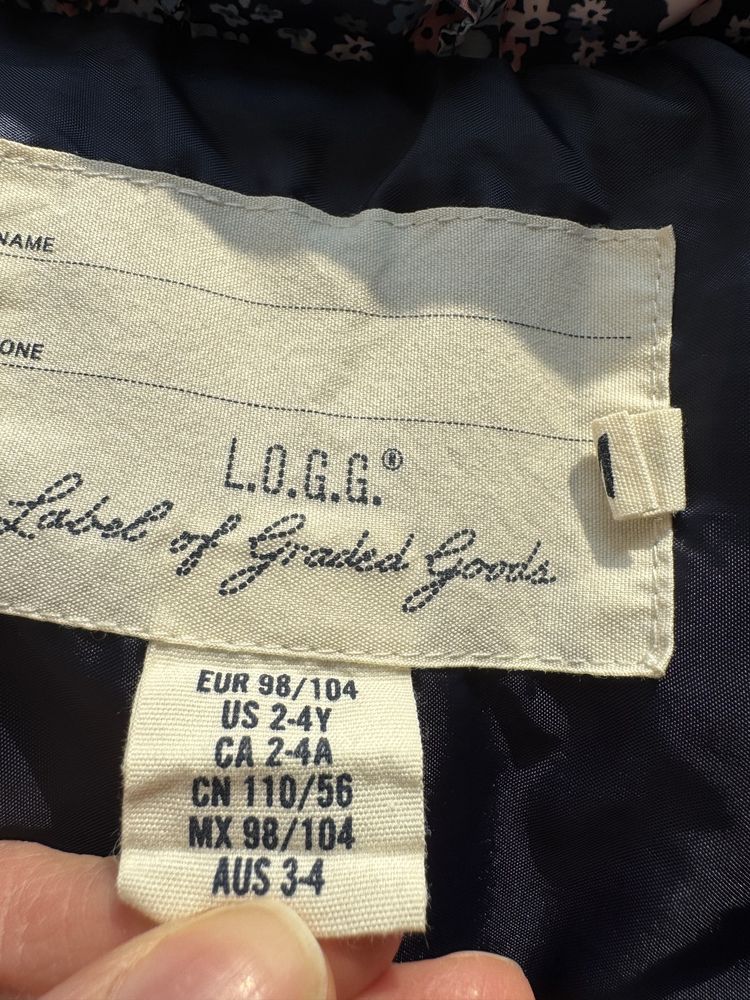 NAME
ONE
L.O.G.G.®
Label of Graded Goods
EUR 98/104
US 2-4Y
CA 2-4A
CN 110/56
MX 98/104
AUS 3-4